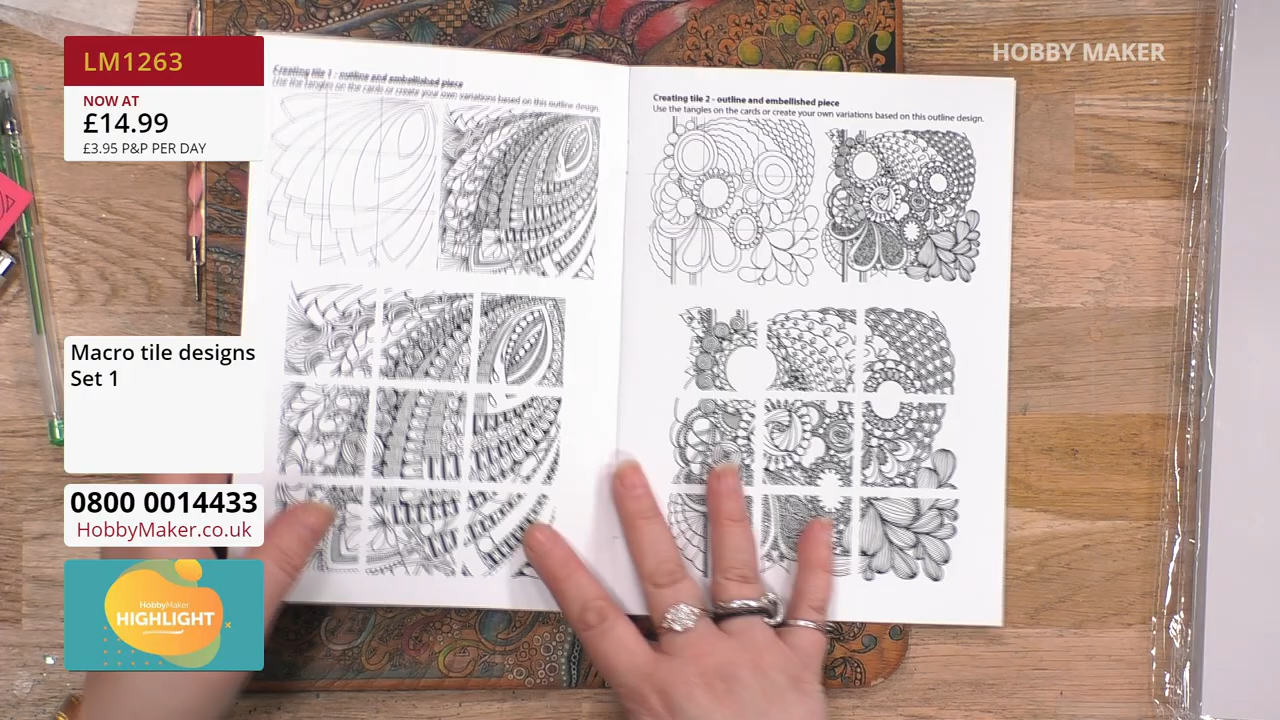 LM1263
NOW AT
£14.99
£3.95 P&P PER DAY
HOBBY MAKER
Creating tile 1 - outline and embellished piece
Use the tangles on the cards or create your own variations based on this outline design.
Creating tile 2 - outline and embellished piece
Use the tangles on the cards or create your own variations based on this outline design.
Macro tile designs
Set 1
0800 0014433
HobbyMaker.co.uk
HobbyMaker
HIGHLIGHT